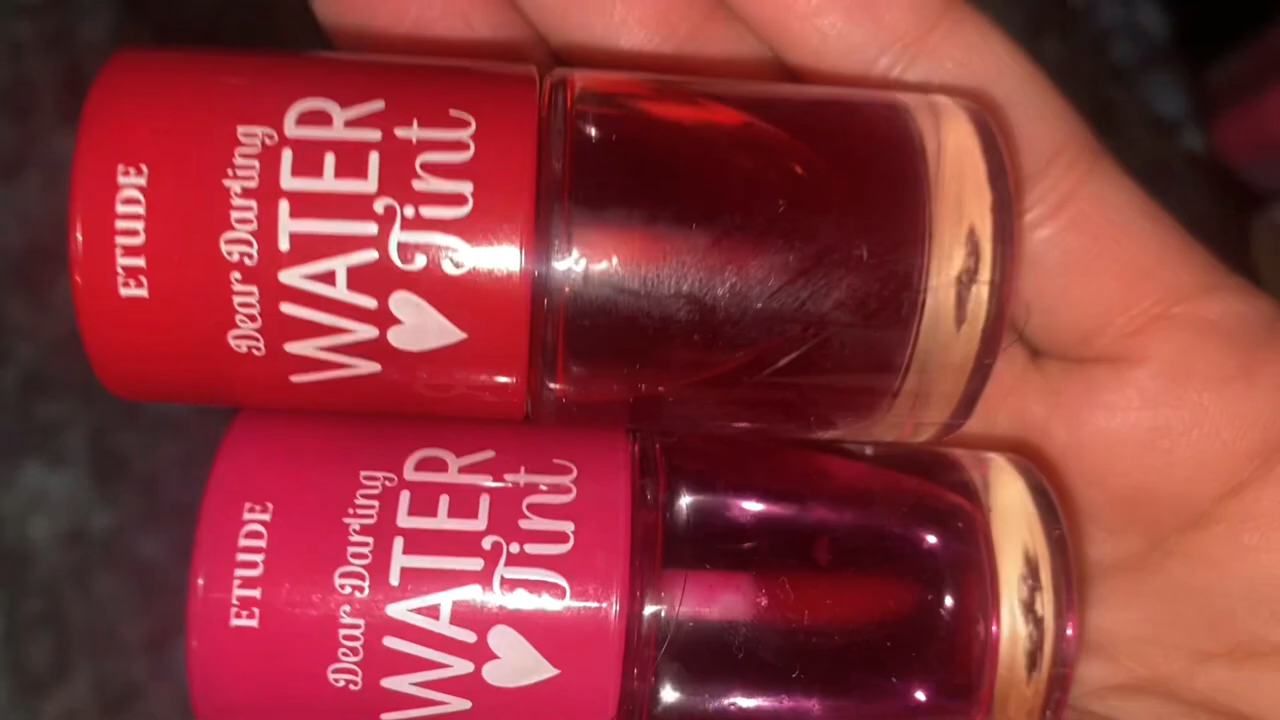 ETUDE
Dear Darling
WATER
Tint
ETUDE
Dear Darling
WATER
Tint